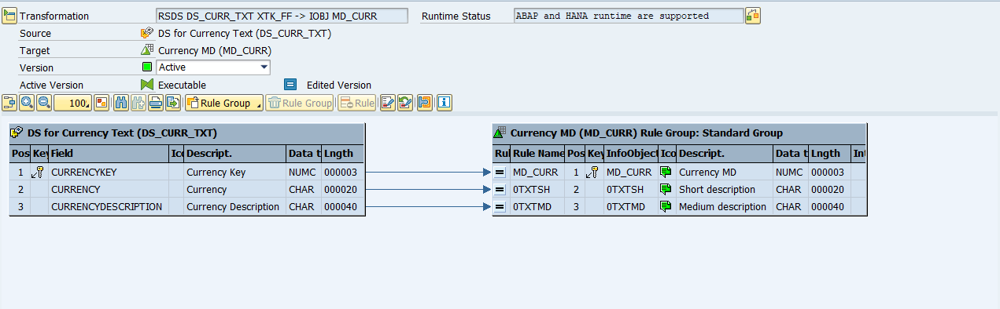 Transformation RSDS DS_CURR_TXT XTK_FF -> IOBJ MD_CURR Runtime Status ABAP and HANA runtime are supported
Source DS for Currency Text (DS_CURR_TXT)
Target Currency MD (MD_CURR)
Version Active
Active Version Executable Edited Version
100 Rule Group Rule Group Rule
DS for Currency Text (DS_CURR_TXT) Currency MD (MD_CURR) Rule Group: Standard Group
Pos Key Field Ico Descript. Data t Lngth Rul Rule Name Pos Key InfoObject Ico Descript. Data t Lngth Int
1 CURRENCYKEY Currency Key NUMC 000003 = MD_CURR 1 MD_CURR Currency MD NUMC 000003
2 CURRENCY Currency CHAR 000020 = 0TXTSH 2 0TXTSH Short description CHAR 000020
3 CURRENCYDESCRIPTION Currency Description CHAR 000040 = 0TXTMD 3 0TXTMD Medium description CHAR 000040